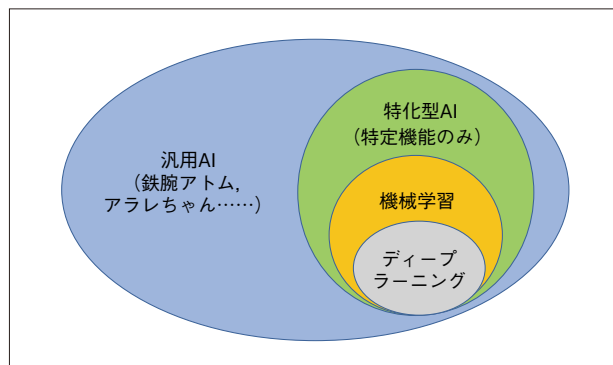 汎用AI
（鉄腕アトム,
アラレちゃん……）
特化型AI
（特定機能のみ）
機械学習
ディープ
ラーニング